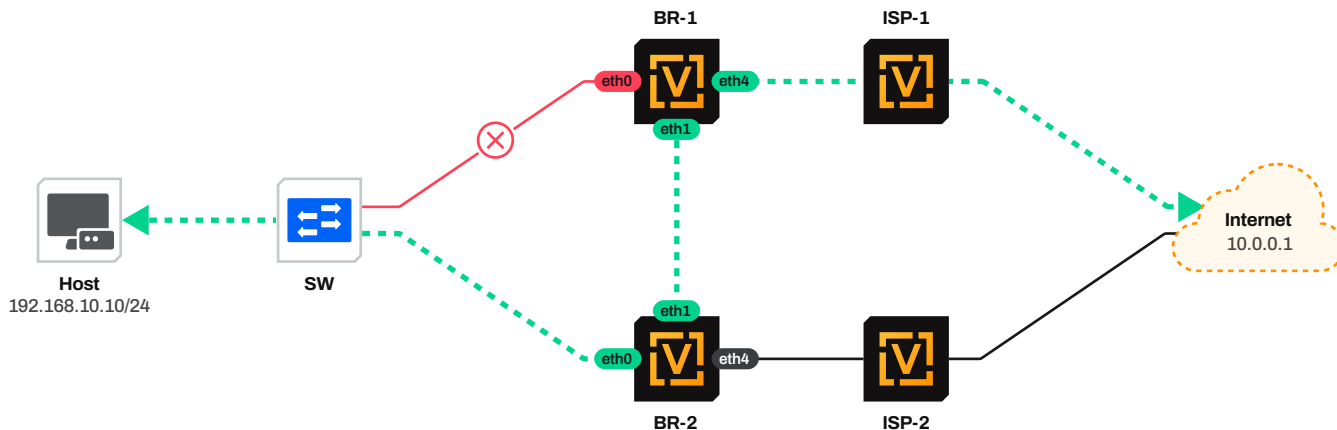 BR-1
ISP-1
eth0
eth4
eth1
Host
192.168.10.10/24
SW
Internet
10.0.0.1
eth1
eth0
eth4
BR-2
ISP-2